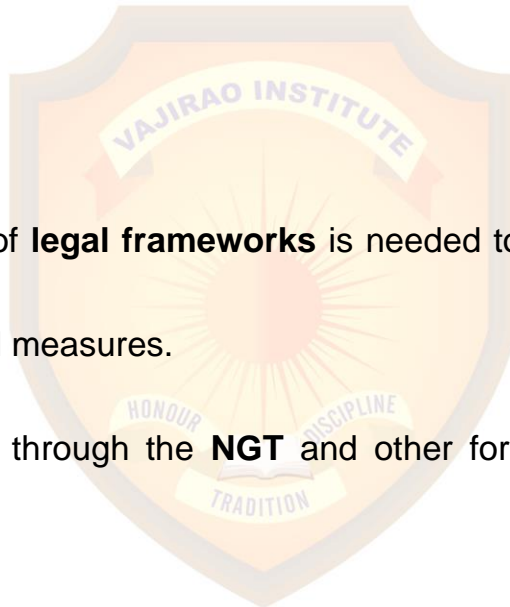 VAJIRAO INSTITUTE
of legal frameworks is needed to
measures.
HONOUR DISCIPLINE
through the NGT and other for
TRADITION